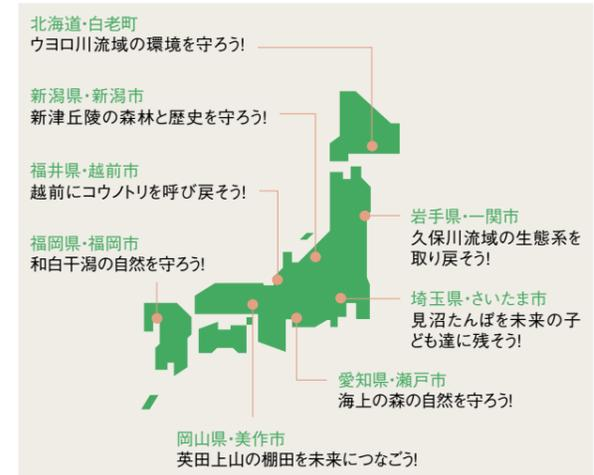 北海道・白老町
ウヨロ川流域の環境を守ろう!
新潟県・新潟市
新津丘陵の森林と歴史を守ろう!
福井県・越前市
越前にコウノトリを呼び戻そう!
福岡県・福岡市
和白干潟の自然を守ろう!
岩手県・一関市
久保川流域の生態系を
取り戻そう!
埼玉県・さいたま市
見沼たんぼを未来の子
ども達に残そう!
愛知県・瀬戸市
海上の森の自然を守ろう!
岡山県・美作市
英田上山の棚田を未来につなごう!